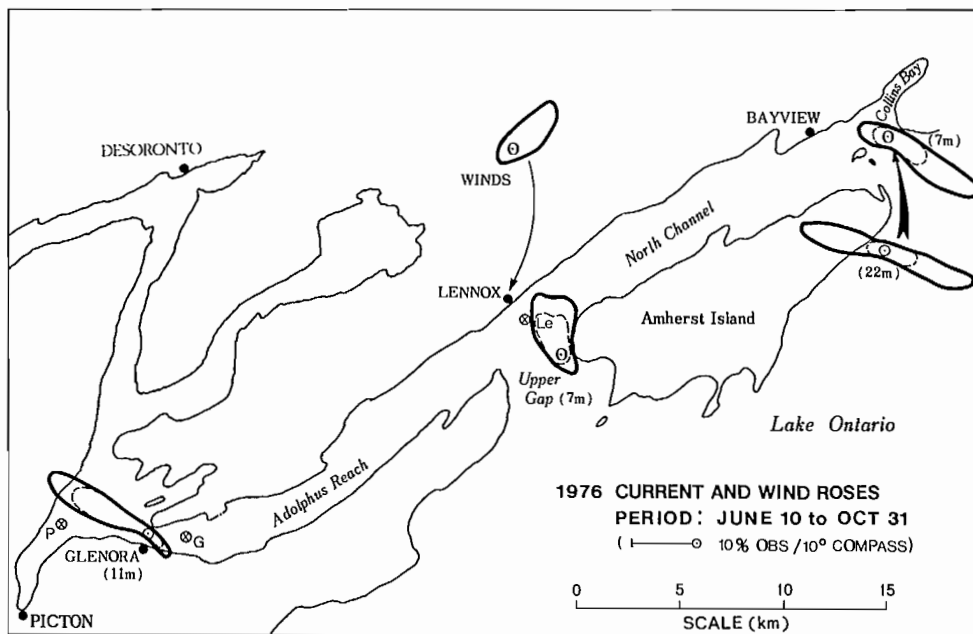 Collins Bay
BAYVIEW
(7m)
DESORONTO
WINDS
North Channel
(22m)
LENNOX
Le
Amherst Island
Upper
Gap (7m)
Lake Ontario
Adolphus Reach
1976 CURRENT AND WIND ROSES
PERIOD: JUNE 10 to OCT 31
( 10% OBS/10° COMPASS)
P
G
GLENORA
(11m)
0 5 10 15
SCALE (km)
PICTON